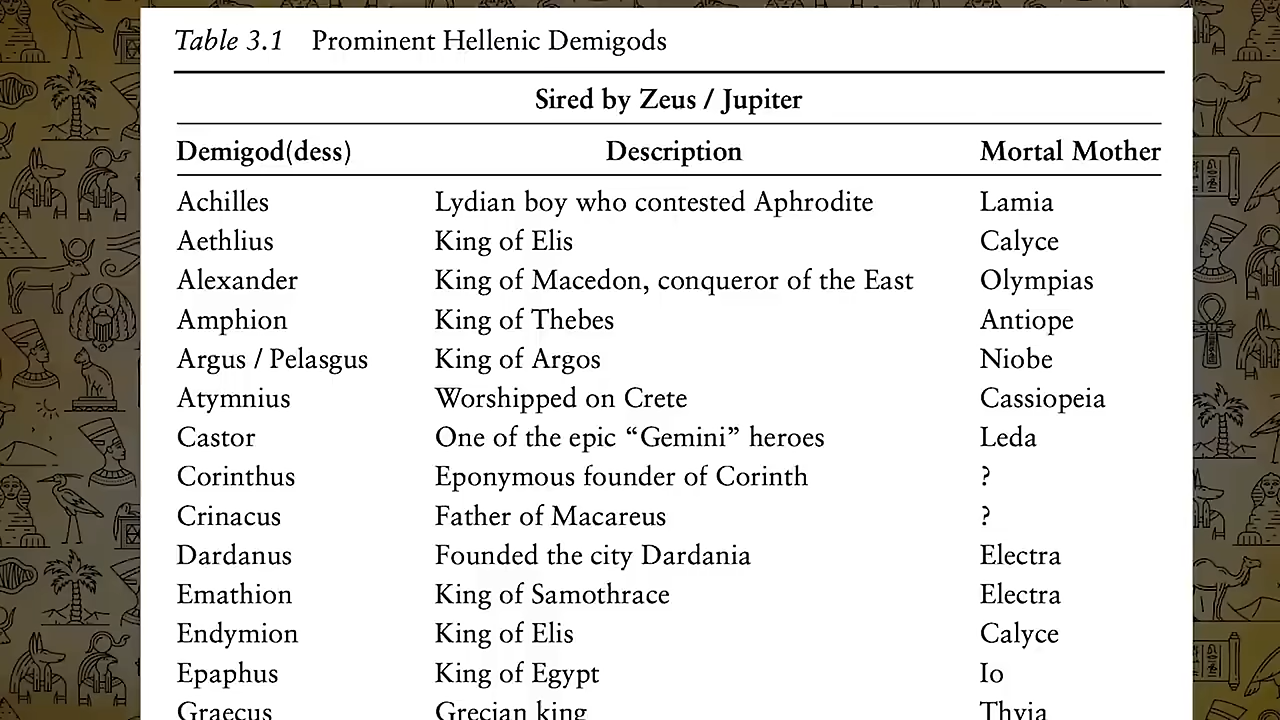 Table 3.1 Prominent Hellenic Demigods
Sired by Zeus / Jupiter
Demigod(dess) Description Mortal Mother
Achilles Lydian boy who contested Aphrodite Lamia
Aethlius King of Elis Calyce
Alexander King of Macedon, conqueror of the East Olympias
Amphion King of Thebes Antiope
Argus / Pelasgus King of Argos Niobe
Atymnius Worshipped on Crete Cassiopeia
Castor One of the epic “Gemini” heroes Leda
Corinthus Eponymous founder of Corinth ?
Crinacus Father of Macareus ?
Dardanus Founded the city Dardania Electra
Emathion King of Samothrace Electra
Endymion King of Elis Calyce
Epaphus King of Egypt Io
Graecus Grecian king Thyia